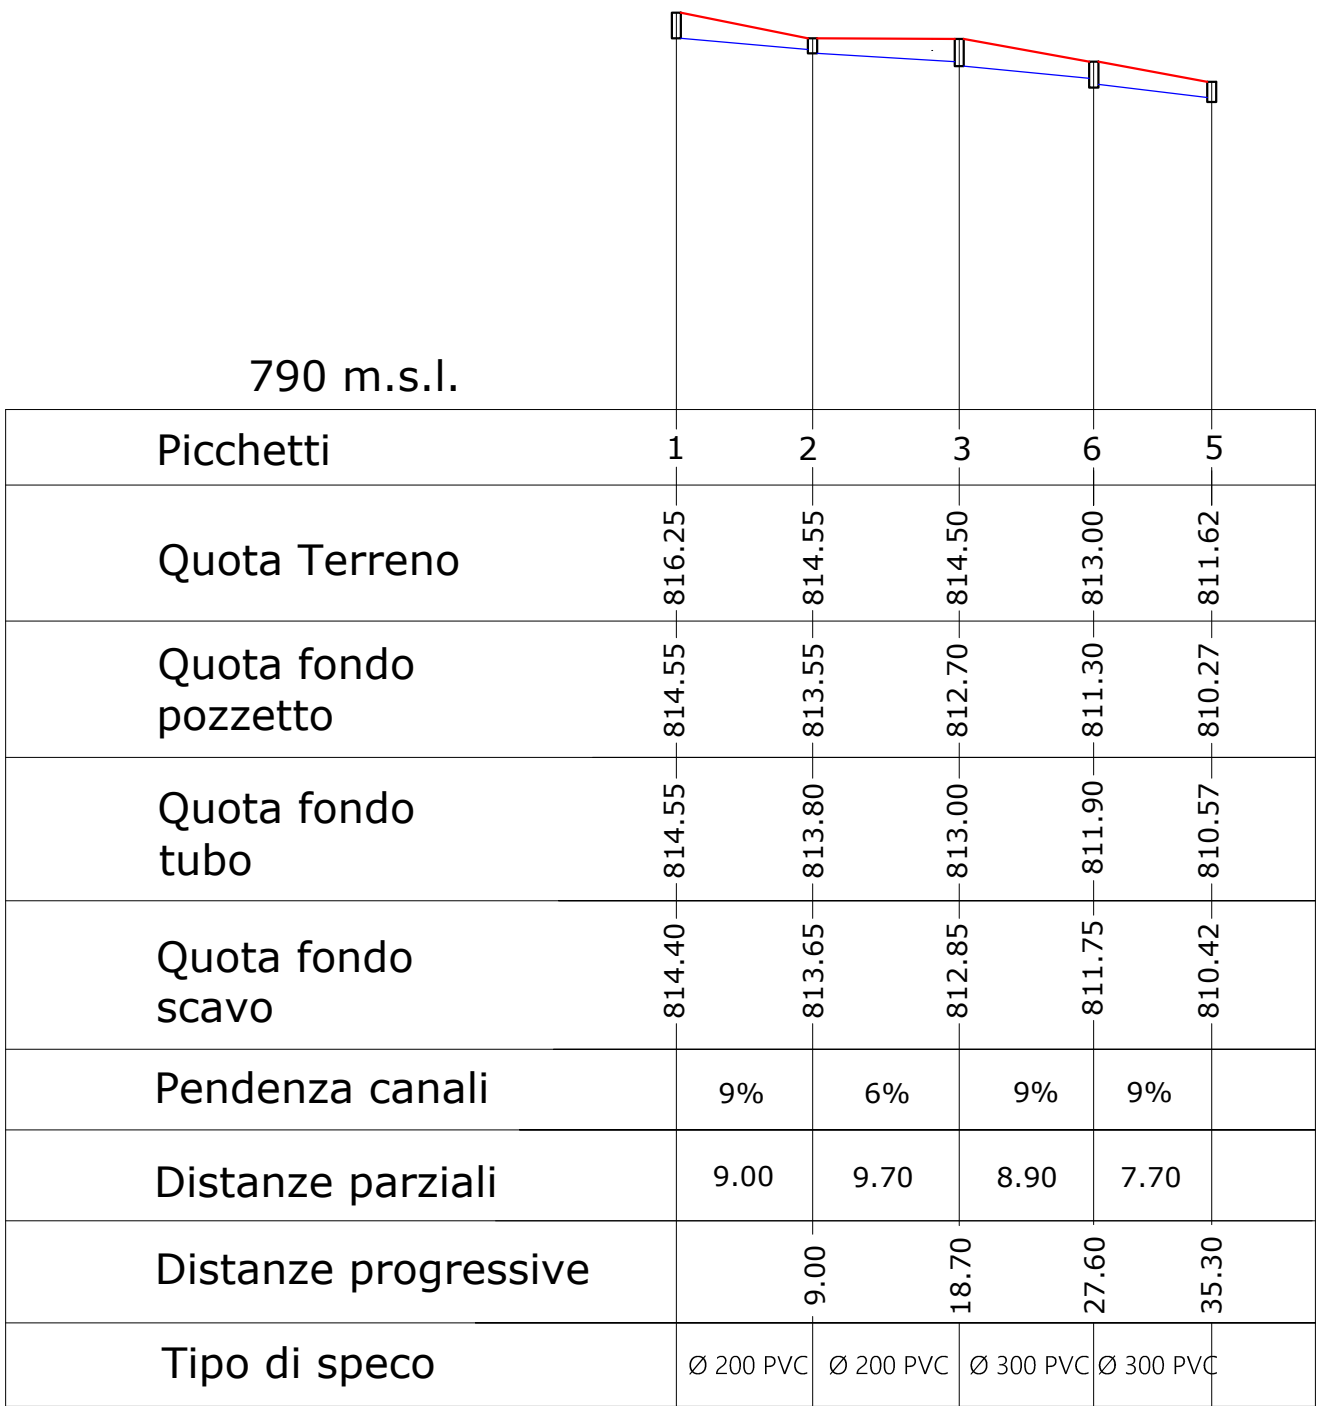 790 m.s.l.
Picchetti 1 2 3 6 5
Quota Terreno 816.25 814.55 814.50 813.00 811.62
Quota fondo
pozzetto 814.55 813.55 812.70 811.30 810.27
Quota fondo
tubo 814.55 813.80 813.00 811.90 810.57
Quota fondo
scavo 814.40 813.65 812.85 811.75 810.42
Pendenza canali 9% 6% 9% 9%
Distanze parziali 9.00 9.70 8.90 7.70
Distanze progressive 9.00 18.70 27.60 35.30
Tipo di speco Ø 200 PVC Ø 200 PVC Ø 300 PVC Ø 300 PVC